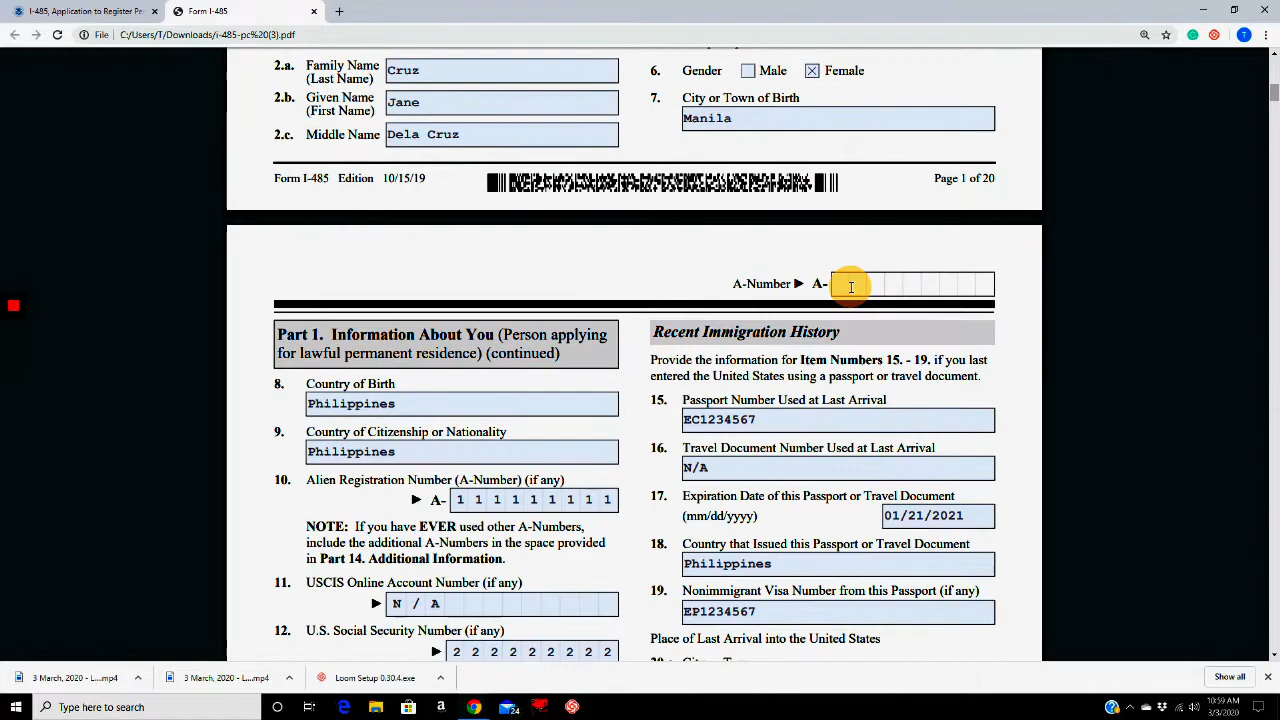 I-485, Application to Register Per
Form I-485
File C:/Users/T/Downloads/i-485-pc%20(3).pdf
T
2.a. Family Name (Last Name) Cruz
2.b. Given Name (First Name) Jane
2.c. Middle Name Dela Cruz
6. Gender Male Female
7. City or Town of Birth
Manila
Form I-485 Edition 10/15/19 Page 1 of 20
A-Number ► A-
Part 1. Information About You (Person applying
for lawful permanent residence) (continued)
8. Country of Birth
Philippines
9. Country of Citizenship or Nationality
Philippines
10. Alien Registration Number (A-Number) (if any)
► A- 1 1 1 1 1 1 1 1 1
NOTE: If you have EVER used other A-Numbers,
include the additional A-Numbers in the space provided
in Part 14. Additional Information.
11. USCIS Online Account Number (if any)
► N / A
12. U.S. Social Security Number (if any)
► 2 2 2 2 2 2 2 2 2
Recent Immigration History
Provide the information for Item Numbers 15. - 19. if you last
entered the United States using a passport or travel document.
15. Passport Number Used at Last Arrival
EC1234567
16. Travel Document Number Used at Last Arrival
N/A
17. Expiration Date of this Passport or Travel Document
(mm/dd/yyyy) 01/21/2021
18. Country that Issued this Passport or Travel Document
Philippines
19. Nonimmigrant Visa Number from this Passport (if any)
EP1234567
Place of Last Arrival into the United States
3 March, 2020 - L....mp4
3 March, 2020 - L....mp4
Loom Setup 0.30.4.exe
Show all
Type here to search
24
10:59 AM
3/3/2020